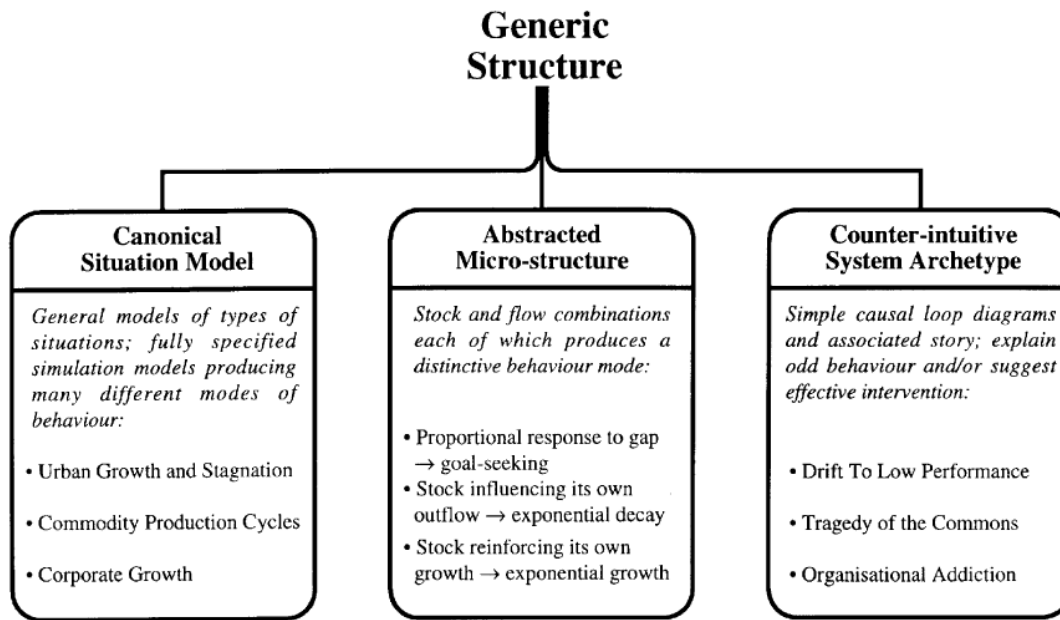 Generic
Structure
Canonical
Situation Model
General models of types of
situations; fully specified
simulation models producing
many different modes of
behaviour:
• Urban Growth and Stagnation
• Commodity Production Cycles
• Corporate Growth
Abstracted
Micro-structure
Stock and flow combinations
each of which produces a
distinctive behaviour mode:
• Proportional response to gap
→ goal-seeking
• Stock influencing its own
outflow → exponential decay
• Stock reinforcing its own
growth → exponential growth
Counter-intuitive
System Archetype
Simple causal loop diagrams
and associated story; explain
odd behaviour and/or suggest
effective intervention:
• Drift To Low Performance
• Tragedy of the Commons
• Organisational Addiction